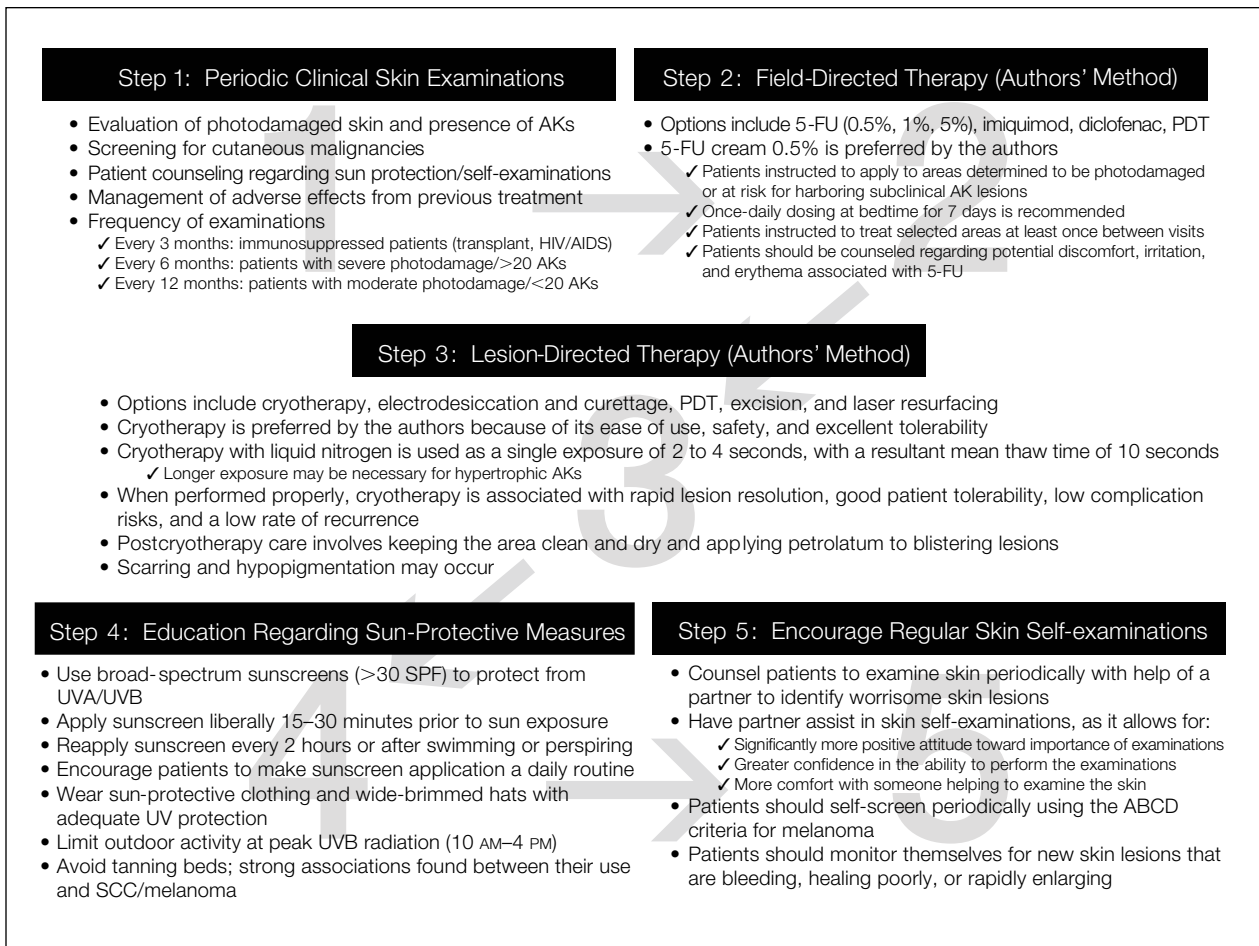 Step 1: Periodic Clinical Skin Examinations
• Evaluation of photodamaged skin and presence of AKs
• Screening for cutaneous malignancies
• Patient counseling regarding sun protection/self-examinations
• Management of adverse effects from previous treatment
• Frequency of examinations
✓ Every 3 months: immunosuppressed patients (transplant, HIV/AIDS)
✓ Every 6 months: patients with severe photodamage/>20 AKs
✓ Every 12 months: patients with moderate photodamage/<20 AKs
1
Step 2: Field-Directed Therapy (Authors' Method)
• Options include 5-FU (0.5%, 1%, 5%), imiquimod, diclofenac, PDT
• 5-FU cream 0.5% is preferred by the authors
✓ Patients instructed to apply to areas determined to be photodamaged
or at risk for harboring subclinical AK lesions
✓ Once-daily dosing at bedtime for 7 days is recommended
✓ Patients instructed to treat selected areas at least once between visits
✓ Patients should be counseled regarding potential discomfort, irritation,
and erythema associated with 5-FU
2
Step 3: Lesion-Directed Therapy (Authors' Method)
• Options include cryotherapy, electrodesiccation and curettage, PDT, excision, and laser resurfacing
• Cryotherapy is preferred by the authors because of its ease of use, safety, and excellent tolerability
• Cryotherapy with liquid nitrogen is used as a single exposure of 2 to 4 seconds, with a resultant mean thaw time of 10 seconds
✓ Longer exposure may be necessary for hypertrophic AKs
• When performed properly, cryotherapy is associated with rapid lesion resolution, good patient tolerability, low complication
risks, and a low rate of recurrence
• Postcryotherapy care involves keeping the area clean and dry and applying petrolatum to blistering lesions
• Scarring and hypopigmentation may occur
3
Step 4: Education Regarding Sun-Protective Measures
• Use broad-spectrum sunscreens (>30 SPF) to protect from
UVA/UVB
• Apply sunscreen liberally 15–30 minutes prior to sun exposure
• Reapply sunscreen every 2 hours or after swimming or perspiring
• Encourage patients to make sunscreen application a daily routine
• Wear sun-protective clothing and wide-brimmed hats with
adequate UV protection
• Limit outdoor activity at peak UVB radiation (10 AM–4 PM)
• Avoid tanning beds; strong associations found between their use
and SCC/melanoma
4
Step 5: Encourage Regular Skin Self-examinations
• Counsel patients to examine skin periodically with help of a
partner to identify worrisome skin lesions
• Have partner assist in skin self-examinations, as it allows for:
✓ Significantly more positive attitude toward importance of examinations
✓ Greater confidence in the ability to perform the examinations
✓ More comfort with someone helping to examine the skin
• Patients should self-screen periodically using the ABCD
criteria for melanoma
• Patients should monitor themselves for new skin lesions that
are bleeding, healing poorly, or rapidly enlarging
5